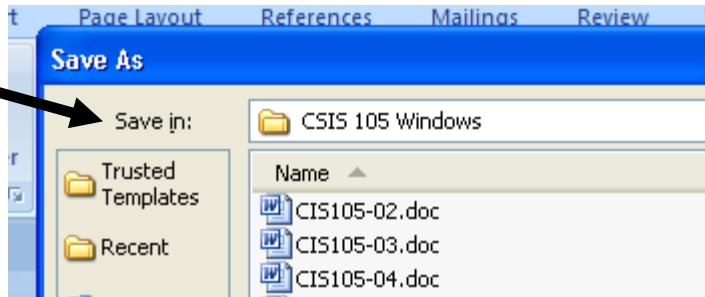 t Page Layout References Mailings Review
Save As
Save in: CSIS 105 Windows
r
Trusted Templates
Name
CIS105-02.doc
Recent
CIS105-03.doc
CIS105-04.doc